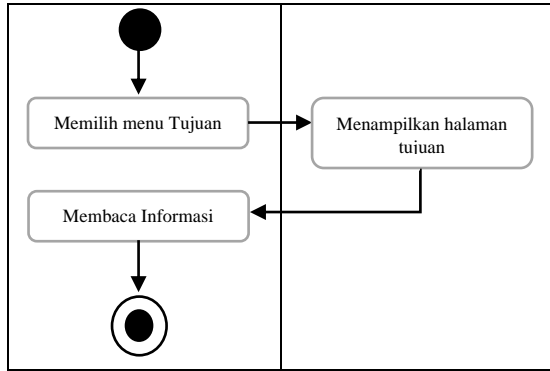 Memilih menu Tujuan
Menampilkan halaman
tujuan
Membaca Informasi